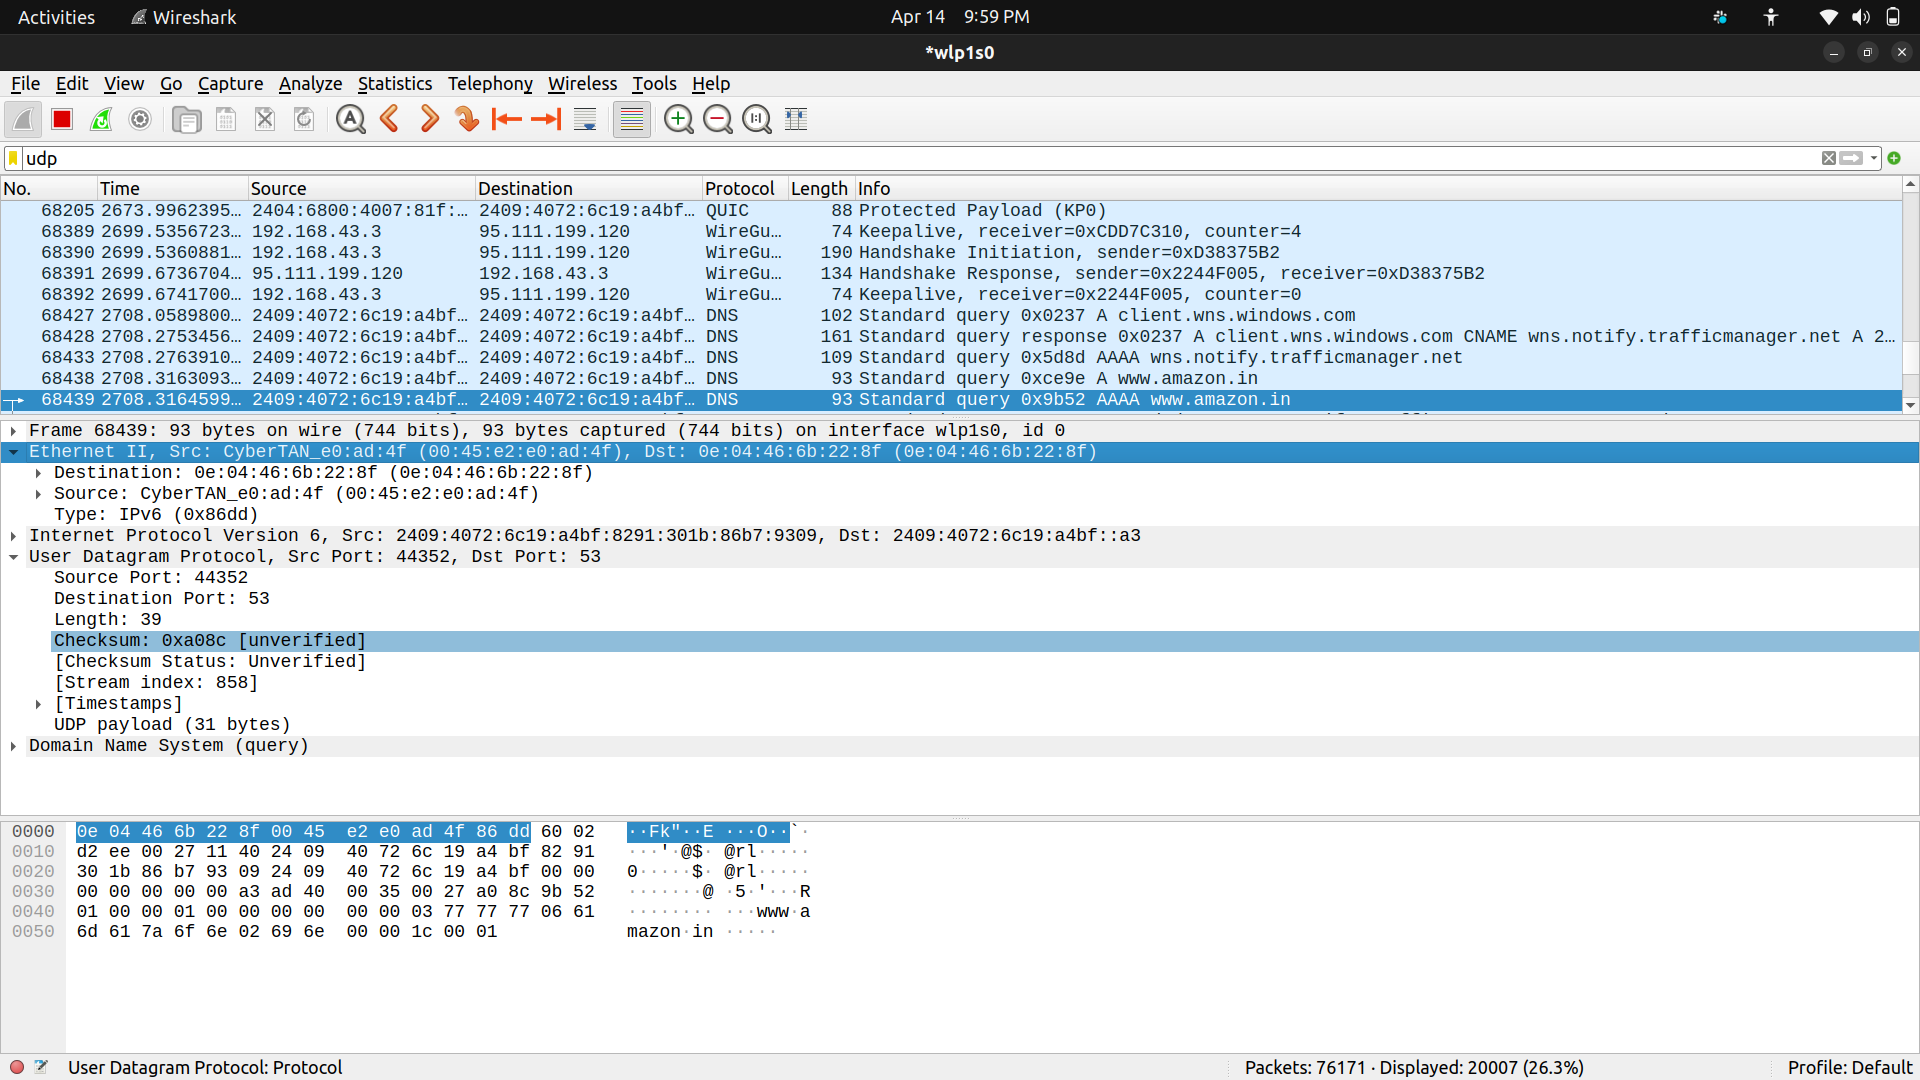 Activities Wireshark Apr 14 9:59 PM
*wlp1s0
File Edit View Go Capture Analyze Statistics Telephony Wireless Tools Help
udp
No. Time Source Destination Protocol Length Info
68205 2673.9962395… 2404:6800:4007:81f:… 2409:4072:6c19:a4bf… QUIC 88 Protected Payload (KP0)
68389 2699.5356723… 192.168.43.3 95.111.199.120 WireGu… 74 Keepalive, receiver=0xCDD7C310, counter=4
68390 2699.5360881… 192.168.43.3 95.111.199.120 WireGu… 190 Handshake Initiation, sender=0xD38375B2
68391 2699.6736704… 95.111.199.120 192.168.43.3 WireGu… 134 Handshake Response, sender=0x2244F005, receiver=0xD38375B2
68392 2699.6741700… 192.168.43.3 95.111.199.120 WireGu… 74 Keepalive, receiver=0x2244F005, counter=0
68427 2708.0589800… 2409:4072:6c19:a4bf… 2409:4072:6c19:a4bf… DNS 102 Standard query 0x0237 A client.wns.windows.com
68428 2708.2753456… 2409:4072:6c19:a4bf… 2409:4072:6c19:a4bf… DNS 161 Standard query response 0x0237 A client.wns.windows.com CNAME wns.notify.trafficmanager.net A 2…
68433 2708.2763910… 2409:4072:6c19:a4bf… 2409:4072:6c19:a4bf… DNS 109 Standard query 0x5d8d AAAA wns.notify.trafficmanager.net
68438 2708.3163093… 2409:4072:6c19:a4bf… 2409:4072:6c19:a4bf… DNS 93 Standard query 0xce9e A www.amazon.in
68439 2708.3164599… 2409:4072:6c19:a4bf… 2409:4072:6c19:a4bf… DNS 93 Standard query 0x9b52 AAAA www.amazon.in
Frame 68439: 93 bytes on wire (744 bits), 93 bytes captured (744 bits) on interface wlp1s0, id 0
Ethernet II, Src: CyberTAN_e0:ad:4f (00:45:e2:e0:ad:4f), Dst: 0e:04:46:6b:22:8f (0e:04:46:6b:22:8f)
Destination: 0e:04:46:6b:22:8f (0e:04:46:6b:22:8f)
Source: CyberTAN_e0:ad:4f (00:45:e2:e0:ad:4f)
Type: IPv6 (0x86dd)
Internet Protocol Version 6, Src: 2409:4072:6c19:a4bf:8291:301b:86b7:9309, Dst: 2409:4072:6c19:a4bf::a3
User Datagram Protocol, Src Port: 44352, Dst Port: 53
Source Port: 44352
Destination Port: 53
Length: 39
Checksum: 0xa08c [unverified]
[Checksum Status: Unverified]
[Stream index: 858]
[Timestamps]
UDP payload (31 bytes)
Domain Name System (query)
0000 0e 04 46 6b 22 8f 00 45 e2 e0 ad 4f 86 dd 60 02 ··Fk"··E ···O··`·
0010 d2 ee 00 27 11 40 24 09 40 72 6c 19 a4 bf 82 91 ···'·@$· @rl·····
0020 30 1b 86 b7 93 09 24 09 40 72 6c 19 a4 bf 00 00 0·····$· @rl·····
0030 00 00 00 00 00 a3 ad 40 00 35 00 27 a0 8c 9b 52 ·······@ ·5·'···R
0040 01 00 00 01 00 00 00 00 00 00 03 77 77 77 06 61 ········ ···www·a
0050 6d 61 7a 6f 6e 02 69 6e 00 00 1c 00 01 mazon·in ·····
User Datagram Protocol: Protocol Packets: 76171 · Displayed: 20007 (26.3%) Profile: Default